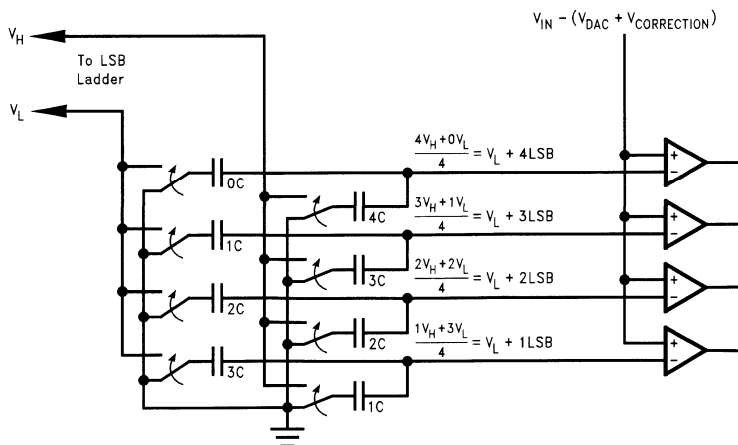 V_IN − (V_DAC + V_CORRECTION)
V_H
To LSB
Ladder
V_L
(4V_H+0V_L)/4 = V_L + 4LSB
+
−
0C
4C
(3V_H+1V_L)/4 = V_L + 3LSB
+
−
1C
3C
(2V_H+2V_L)/4 = V_L + 2LSB
+
−
2C
2C
(1V_H+3V_L)/4 = V_L + 1LSB
+
−
3C
1C